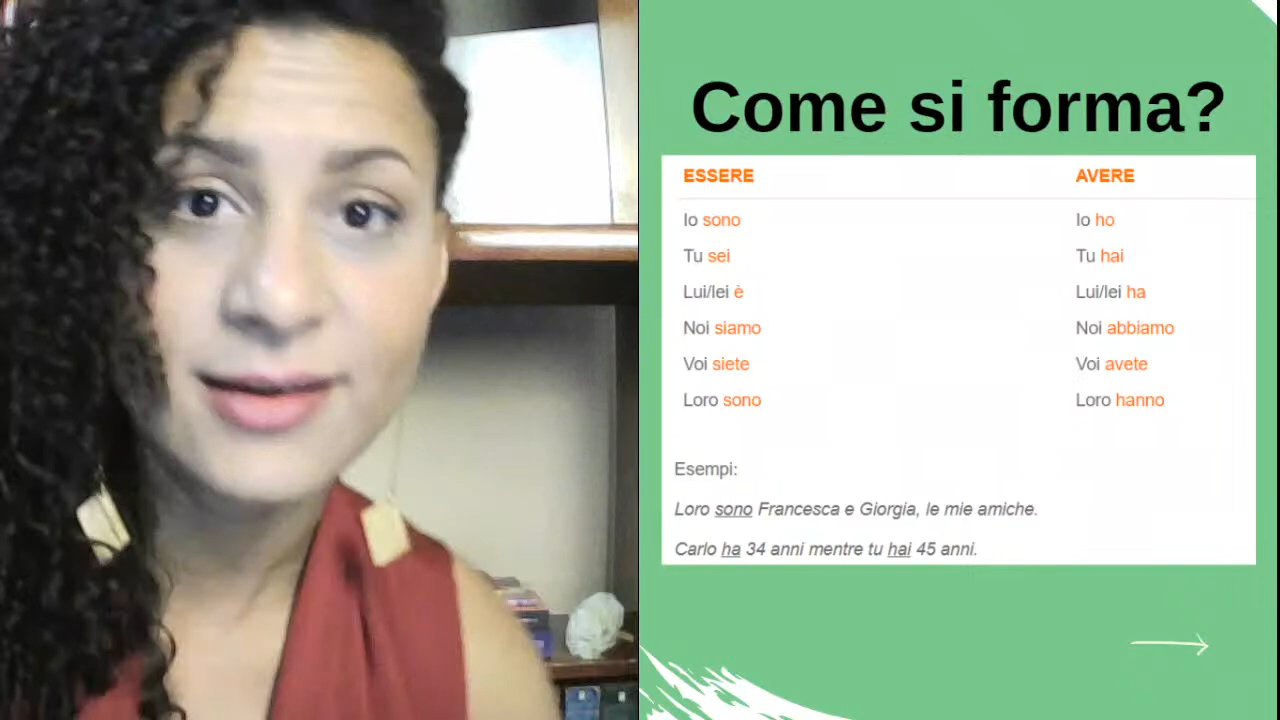 Come si forma?
ESSERE AVERE
Io sono Io ho
Tu sei Tu hai
Lui/lei è Lui/lei ha
Noi siamo Noi abbiamo
Voi siete Voi avete
Loro sono Loro hanno
Esempi:
Loro sono Francesca e Giorgia, le mie amiche.
Carlo ha 34 anni mentre tu hai 45 anni.